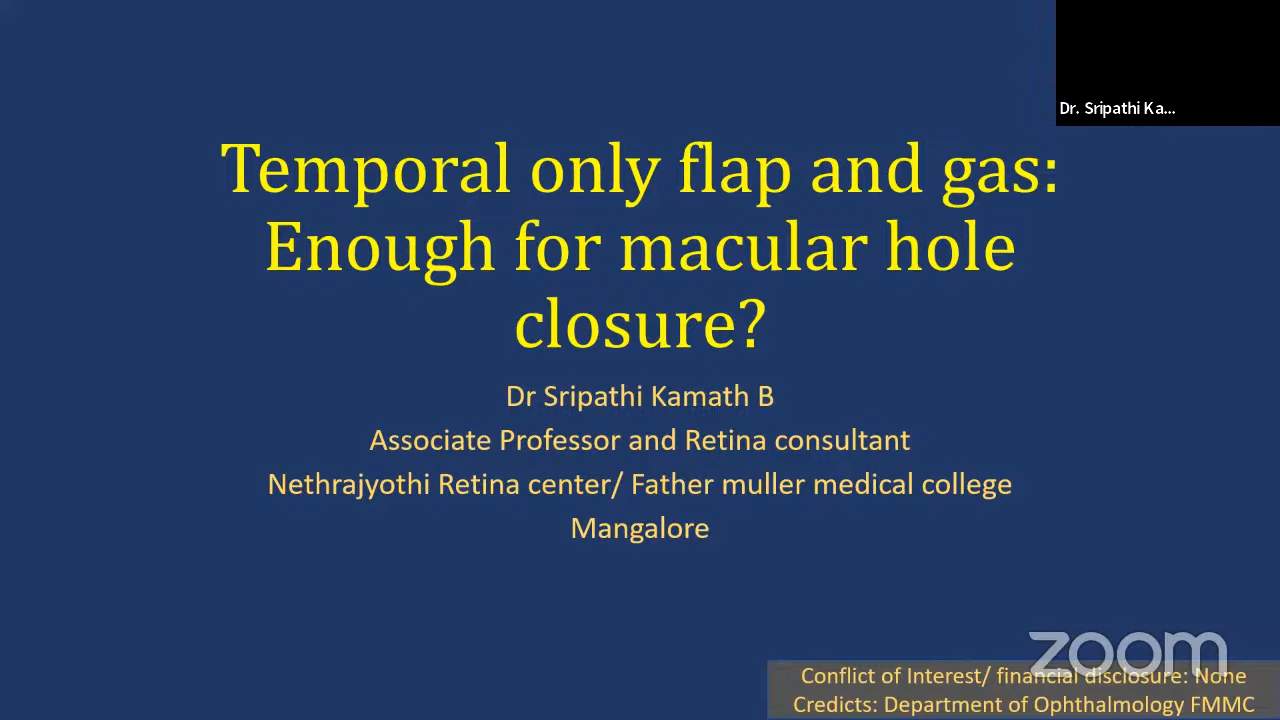 Dr. Sripathi Ka...
Temporal only flap and gas:
Enough for macular hole
closure?
Dr Sripathi Kamath B
Associate Professor and Retina consultant
Nethrajyothi Retina center/ Father muller medical college
Mangalore
zoom
Conflict of Interest/ financial disclosure: None
Credicts: Department of Ophthalmology FMMC